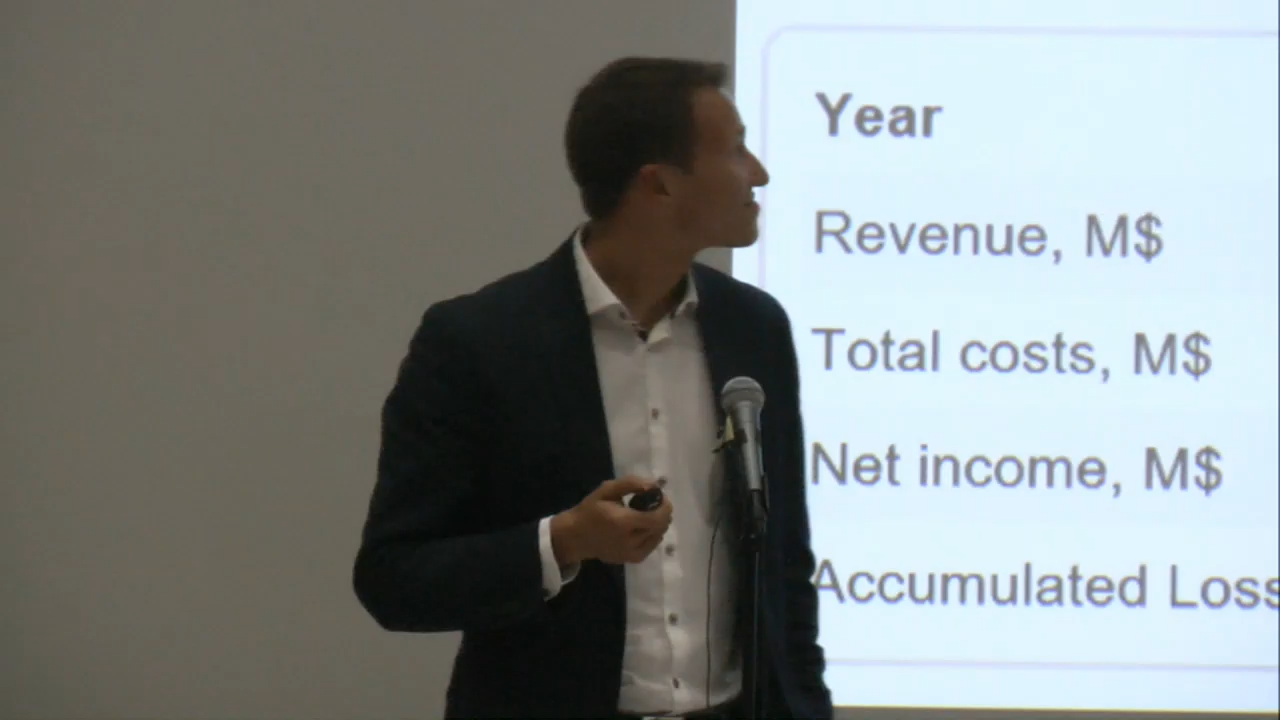 Year
Revenue, M$
Total costs, M$
Net income, M$
Accumulated Loss